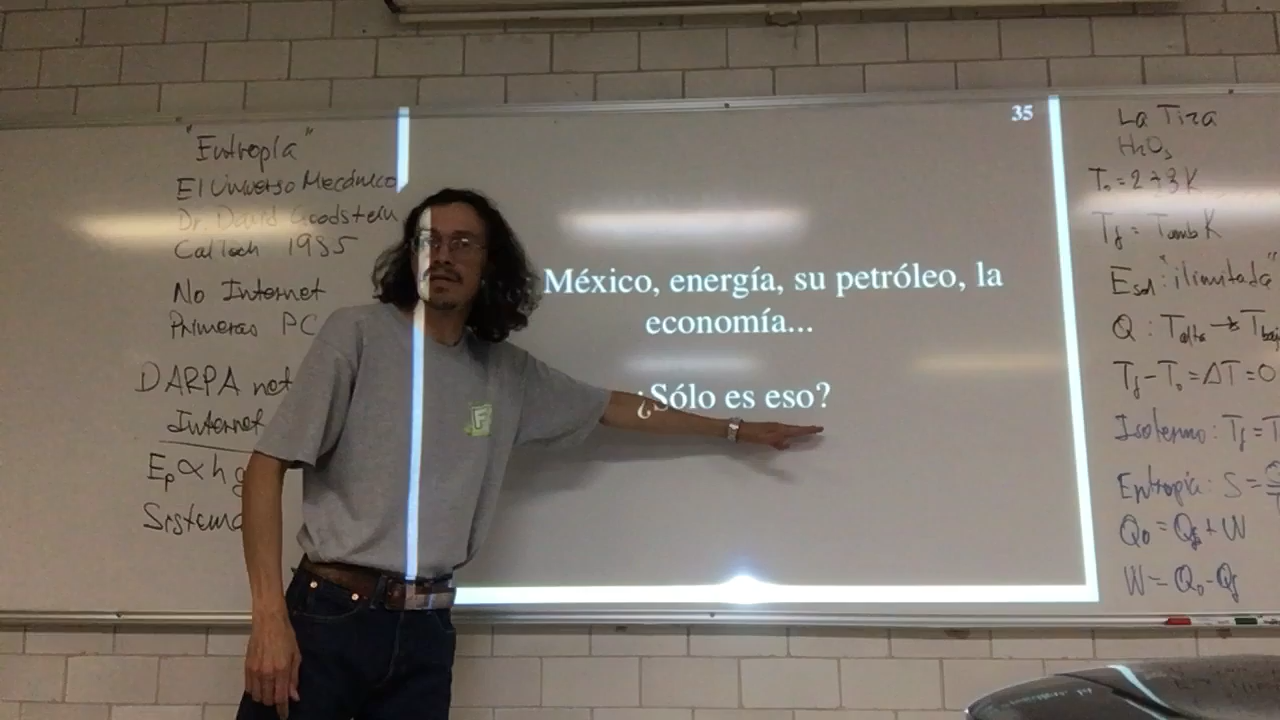 "Entropía"
El Universo Mecánico
Dr. David Goodstein
CalTech 1985
No Internet
Primeras PC
DARPA net
Internet
Ep ∝ h g
Sistema
35
México, energía, su petróleo, la
economía...
¿Sólo es eso?
F
La Tiza
T₀ = 273 K
Tf = Tamb K
Esol: "ilimitada"
Q : Talta → Tbaj
Tf - T₀ = ΔT = 0
Isotermo: Tf = T
Entropía: S = Q
Q₀ = Qf + W
W = Q₀ - Qf